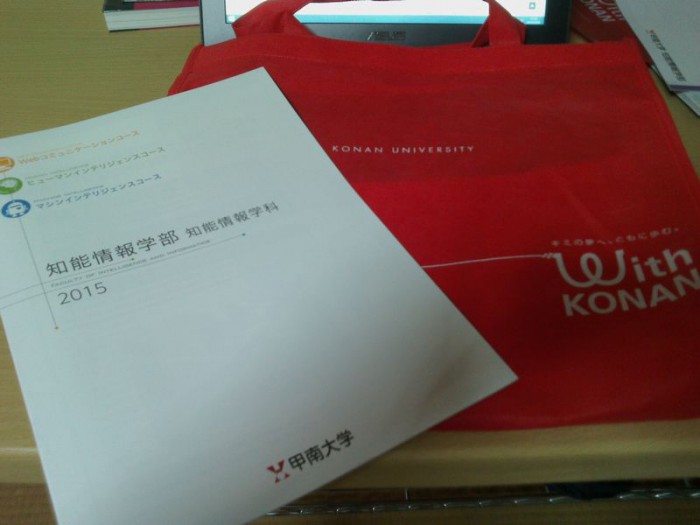 Webコミュニケーションコース
ヒューマンインテリジェンスコース
マシンインテリジェンスコース
知能情報学部 知能情報学科
FACULTY OF INTELLIGENCE AND INFORMATICS
2015
甲南大学
ASUS
KONAN UNIVERSITY
キミの夢へ、ともに歩む。
With
KONAN